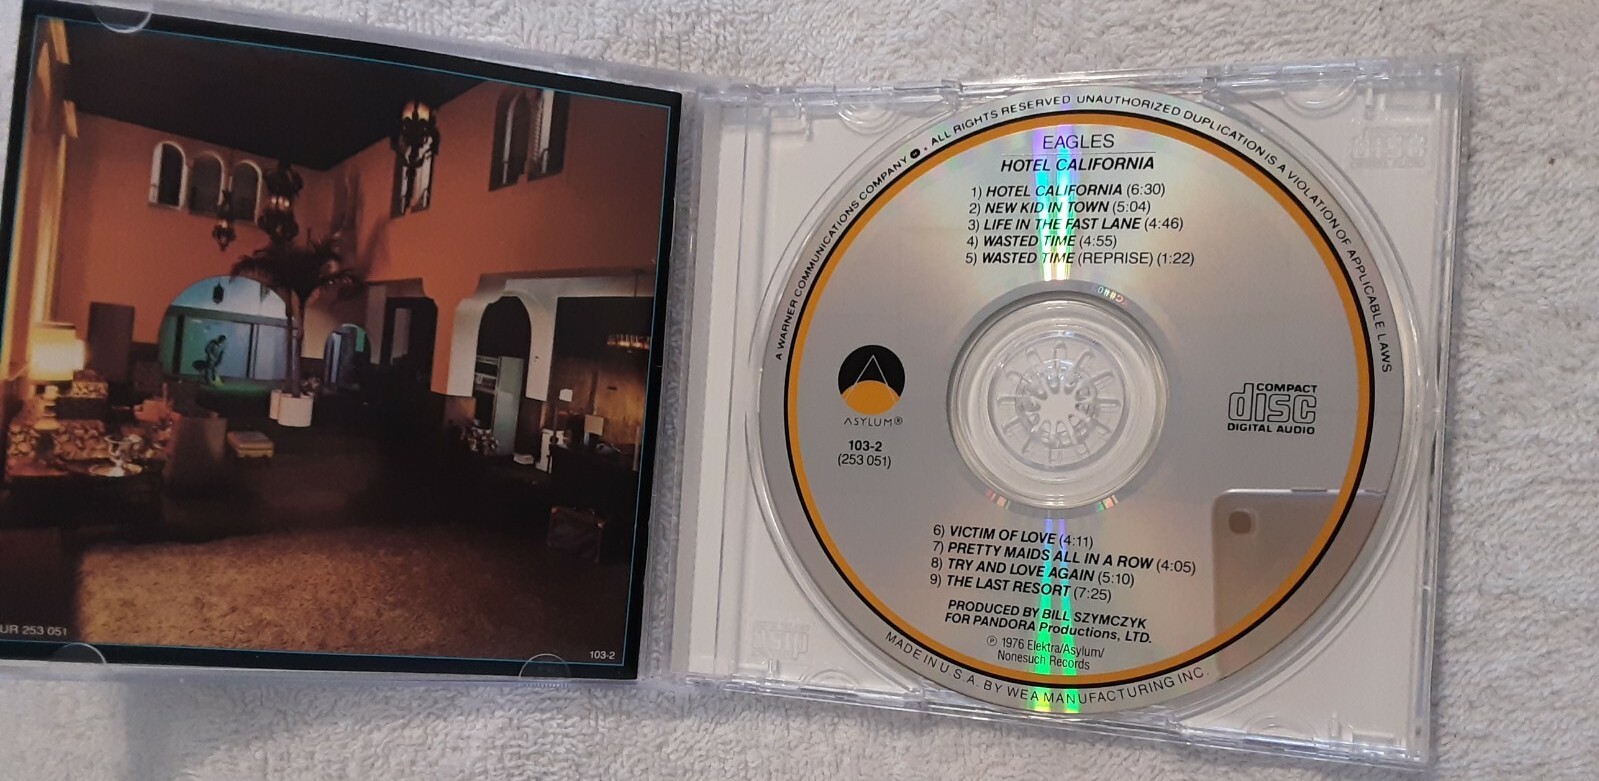 UR 253 051
103-2
A WARNER COMMUNICATIONS COMPANY • ALL RIGHTS RESERVED UNAUTHORIZED DUPLICATION IS A VIOLATION OF APPLICABLE LAWS
EAGLES
HOTEL CALIFORNIA
1) HOTEL CALIFORNIA (6:30)
2) NEW KID IN TOWN (5:04)
3) LIFE IN THE FAST LANE (4:46)
4) WASTED TIME (4:55)
5) WASTED TIME (REPRISE) (1:22)
ASYLUM®
103-2
(253 051)
COMPACT
disc
DIGITAL AUDIO
6) VICTIM OF LOVE (4:11)
7) PRETTY MAIDS ALL IN A ROW (4:05)
8) TRY AND LOVE AGAIN (5:10)
9) THE LAST RESORT (7:25)
PRODUCED BY BILL SZYMCZYK
FOR PANDORA Productions, LTD.
℗ 1976 Elektra/Asylum/
Nonesuch Records
MADE IN U.S.A. BY WEA MANUFACTURING INC.